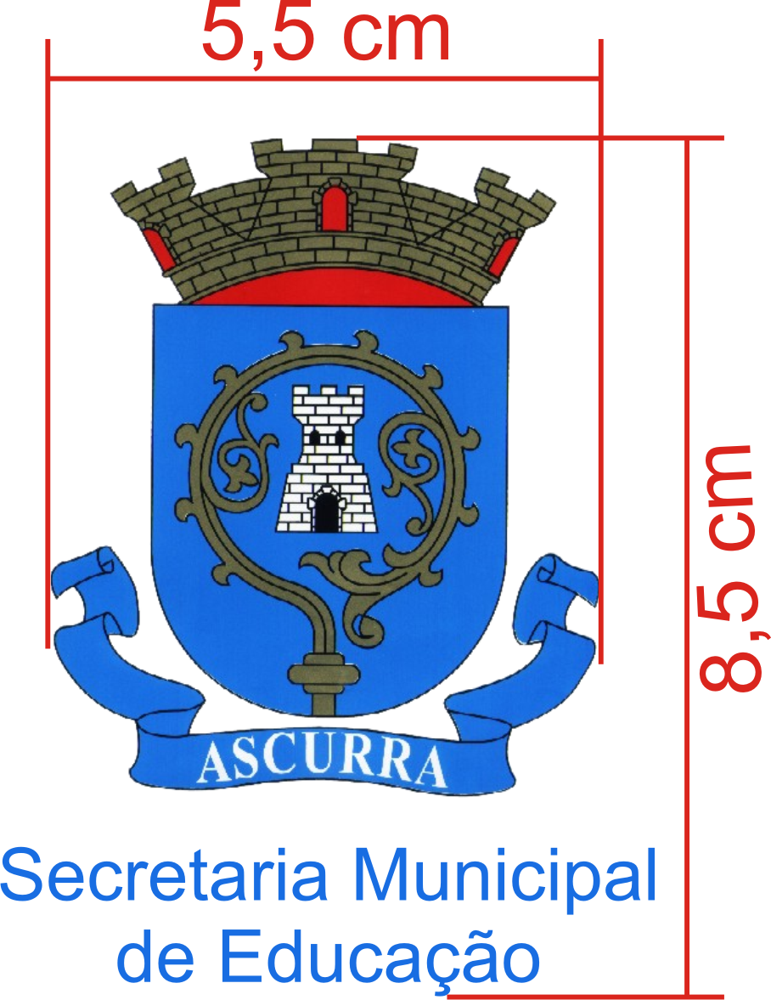 5,5 cm
8,5 cm
ASCURRA
Secretaria Municipal
de Educação